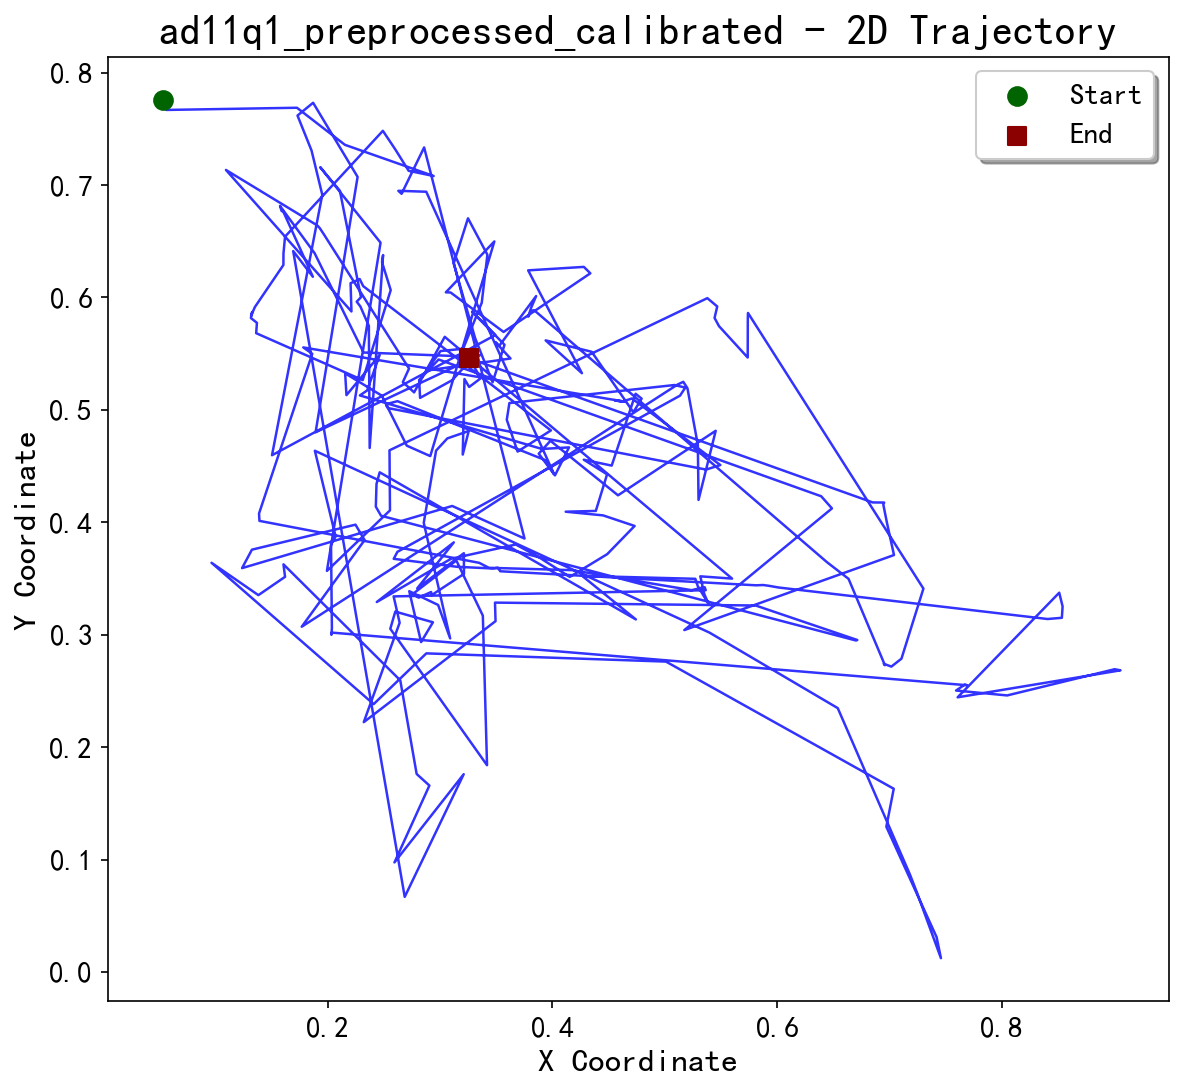 ad11q1_preprocessed_calibrated - 2D Trajectory
Start
End
0.8
0.7
0.6
0.5
0.4
0.3
0.2
0.1
0.0
Y Coordinate
0.2 0.4 0.6 0.8
X Coordinate